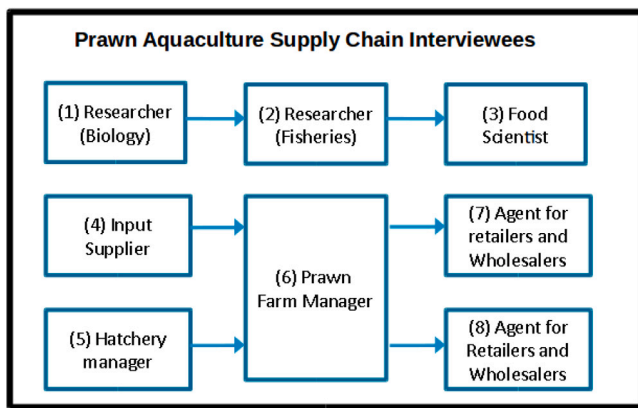 Prawn Aquaculture Supply Chain Interviewees
(1) Researcher
(Biology)
(2) Researcher
(Fisheries)
(3) Food
Scientist
(4) Input
Supplier
(5) Hatchery
manager
(6) Prawn
Farm Manager
(7) Agent for
retailers and
Wholesalers
(8) Agent for
Retailers and
Wholesalers